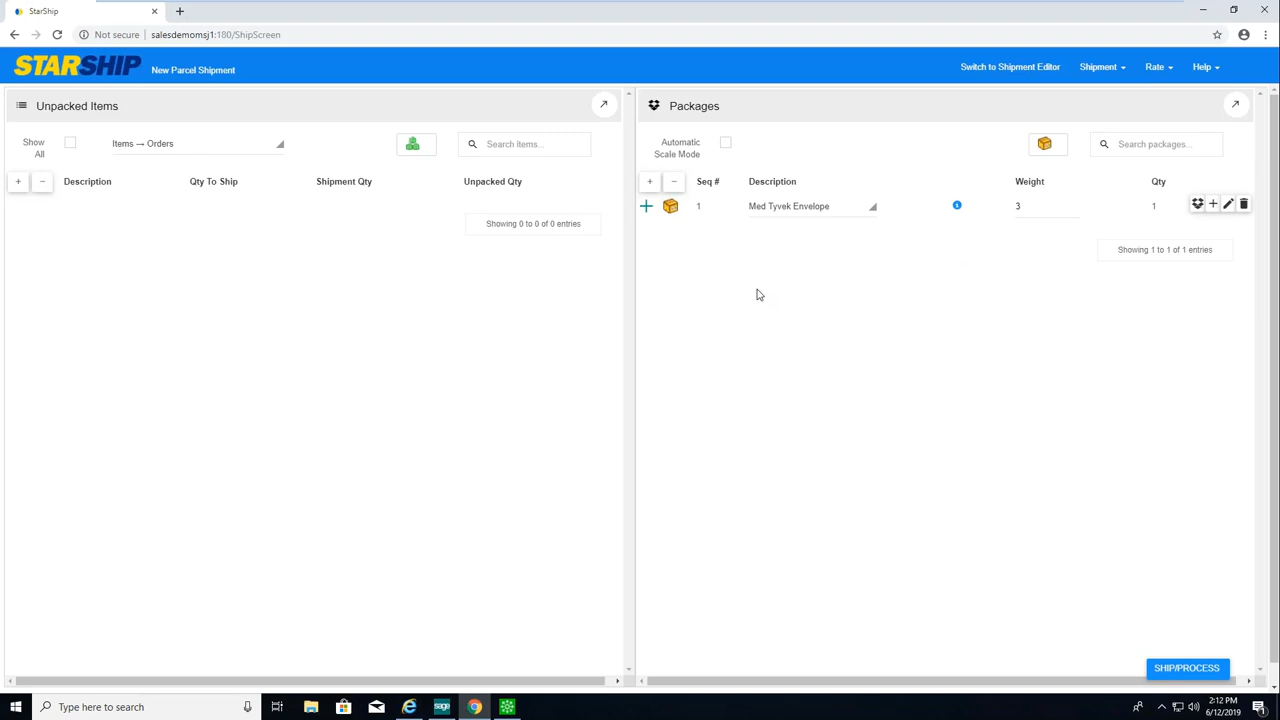 StarShip
Not secure
salesdemomsj1:180/ShipScreen
STARSHIP
New Parcel Shipment
Switch to Shipment Editor
Shipment
Rate
Help
Unpacked Items
Show
All
Items → Orders
Search items...
Description
Qty To Ship
Shipment Qty
Unpacked Qty
Showing 0 to 0 of 0 entries
Packages
Automatic
Scale Mode
Search packages...
Seq #
Description
Weight
Qty
1
Med Tyvek Envelope
3
1
Showing 1 to 1 of 1 entries
SHIP/PROCESS
Type here to search
sage
2:12 PM
6/12/2019